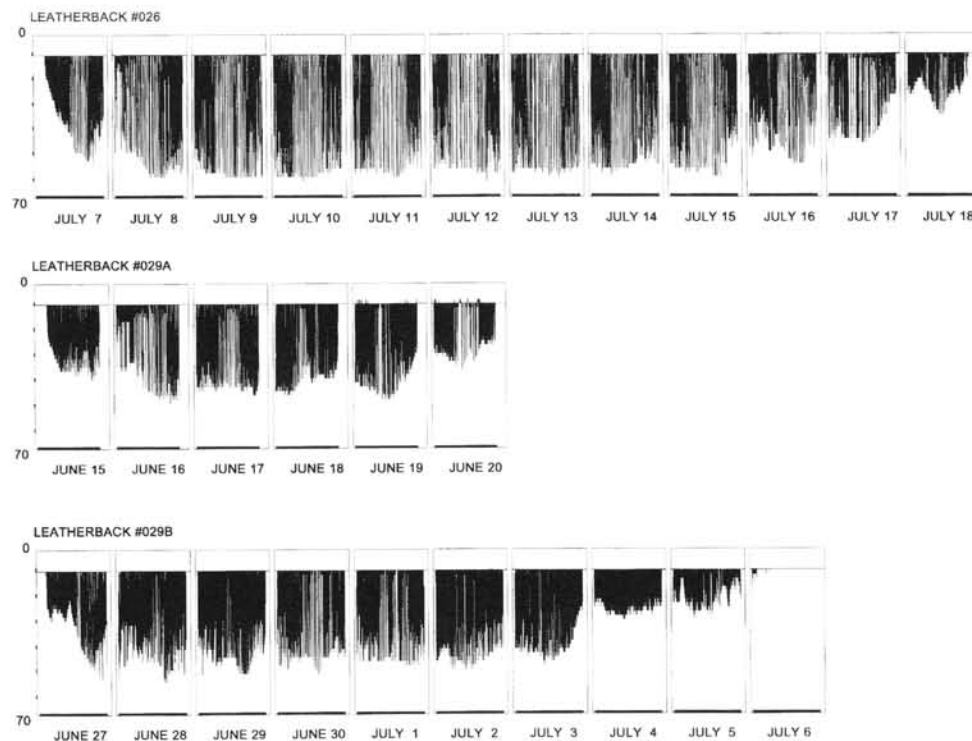 LEATHERBACK #026
0
70
JULY 7 JULY 8 JULY 9 JULY 10 JULY 11 JULY 12 JULY 13 JULY 14 JULY 15 JULY 16 JULY 17 JULY 18
LEATHERBACK #029A
0
70
JUNE 15 JUNE 16 JUNE 17 JUNE 18 JUNE 19 JUNE 20
LEATHERBACK #029B
0
70
JUNE 27 JUNE 28 JUNE 29 JUNE 30 JULY 1 JULY 2 JULY 3 JULY 4 JULY 5 JULY 6